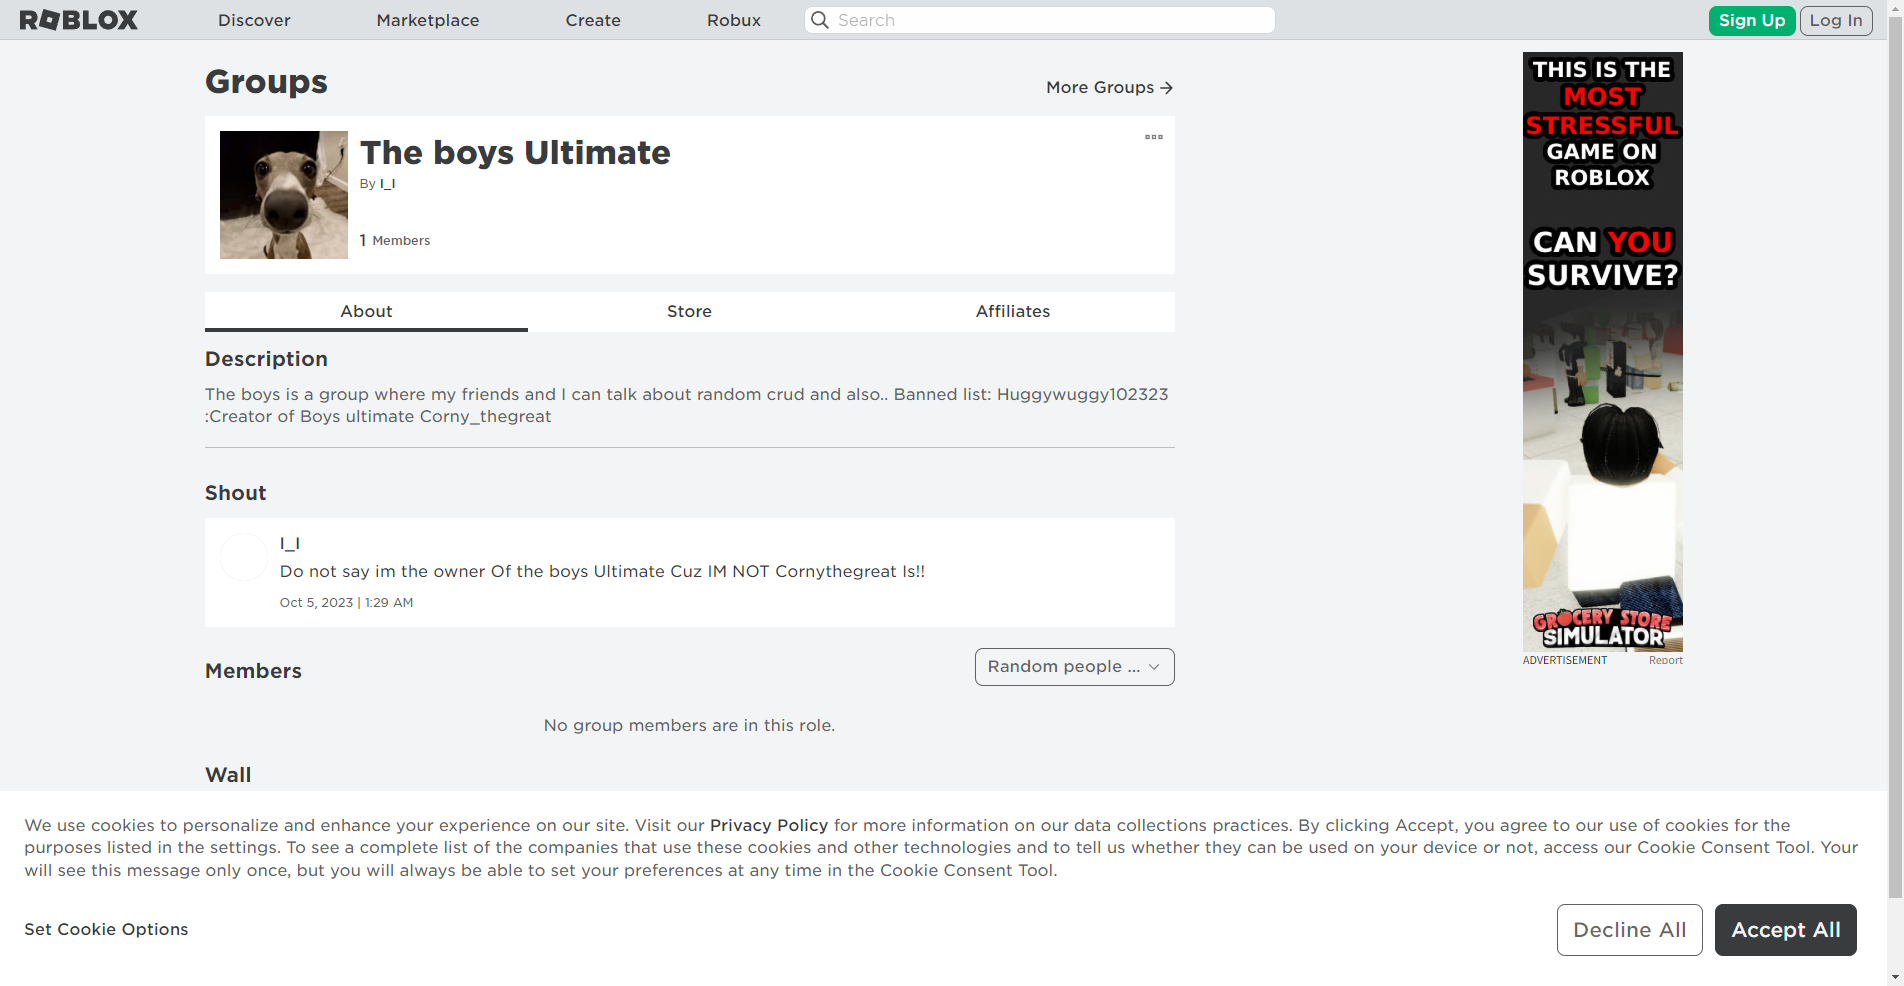 ROBLOX
Discover
Marketplace
Create
Robux
Search
Sign Up
Log In
Groups
More Groups
The boys Ultimate
By I_I
1 Members
About
Store
Affiliates
Description
The boys is a group where my friends and I can talk about random crud and also.. Banned list: Huggywuggy102323
:Creator of Boys ultimate Corny_thegreat
Shout
I_I
Do not say im the owner Of the boys Ultimate Cuz IM NOT Cornythegreat Is!!
Oct 5, 2023 | 1:29 AM
Members
Random people ...
No group members are in this role.
Wall
THIS IS THE
MOST
STRESSFUL
GAME ON
ROBLOX
CAN YOU
SURVIVE?
GROCERY STORE
SIMULATOR
ADVERTISEMENT
Report
We use cookies to personalize and enhance your experience on our site. Visit our Privacy Policy for more information on our data collections practices. By clicking Accept, you agree to our use of cookies for the
purposes listed in the settings. To see a complete list of the companies that use these cookies and other technologies and to tell us whether they can be used on your device or not, access our Cookie Consent Tool. Your
will see this message only once, but you will always be able to set your preferences at any time in the Cookie Consent Tool.
Set Cookie Options
Decline All
Accept All